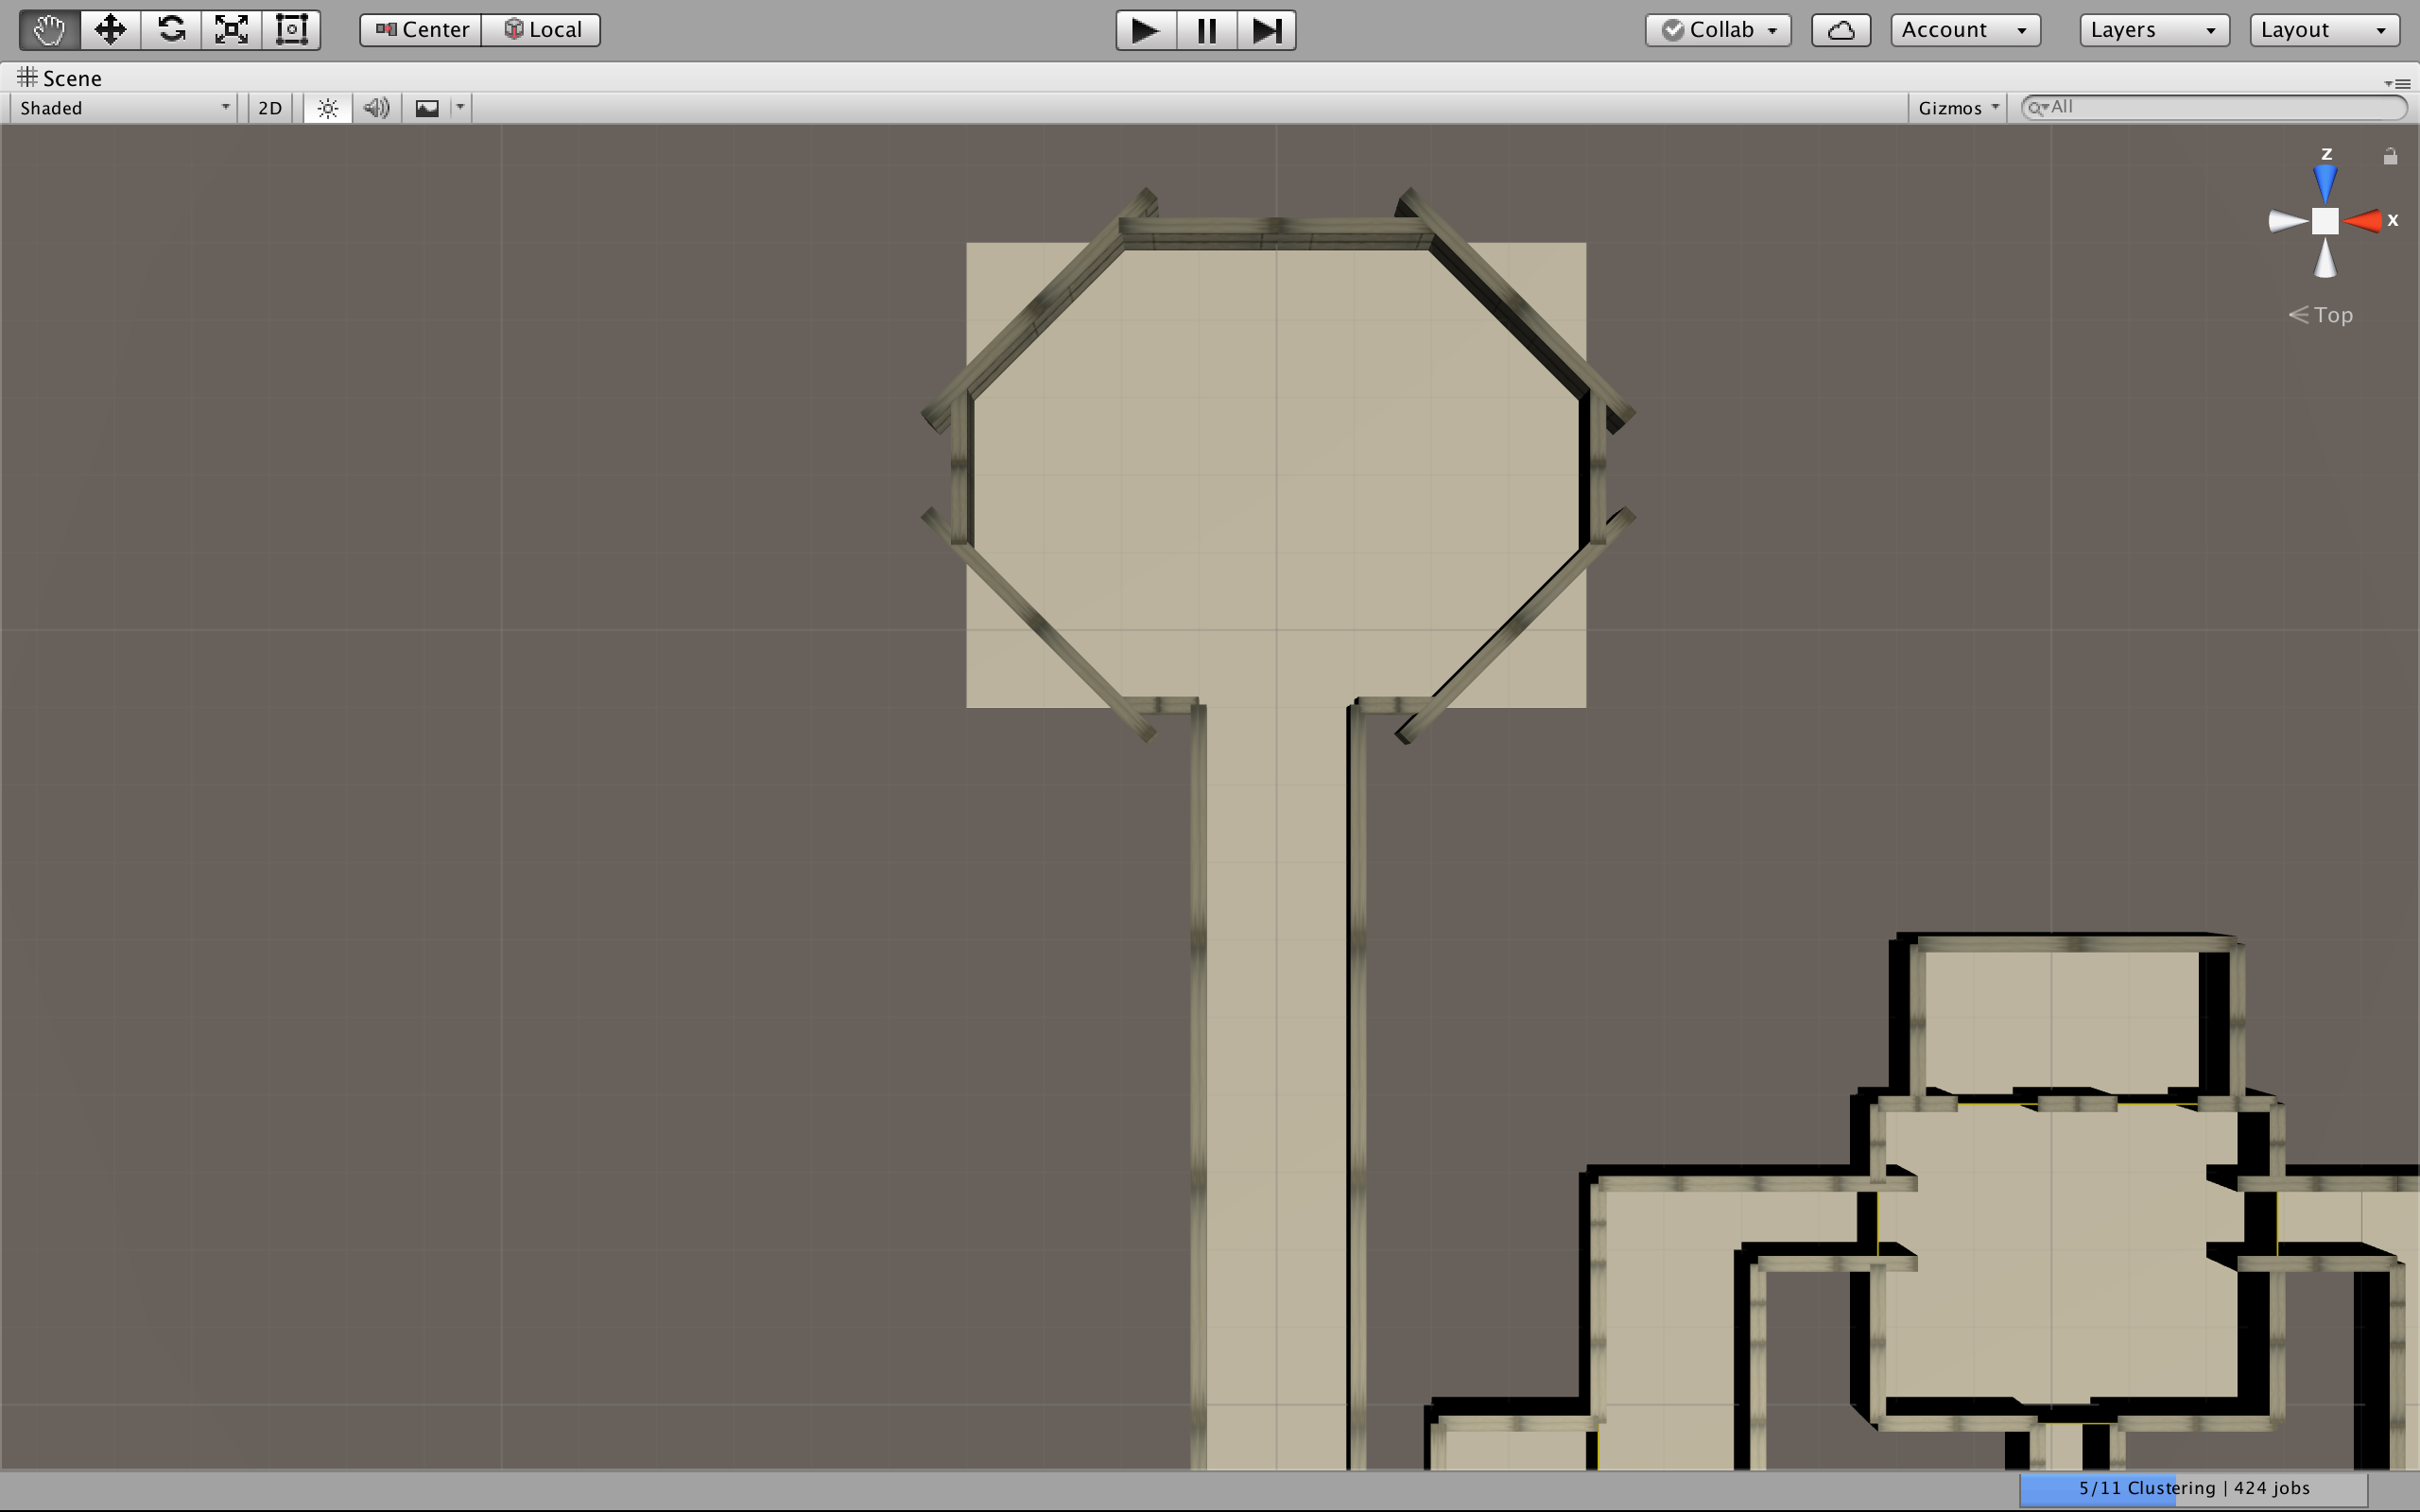 Center Local Collab Account Layers Layout
Scene
Shaded 2D Gizmos All
z
x
Top
5/11 Clustering | 424 jobs